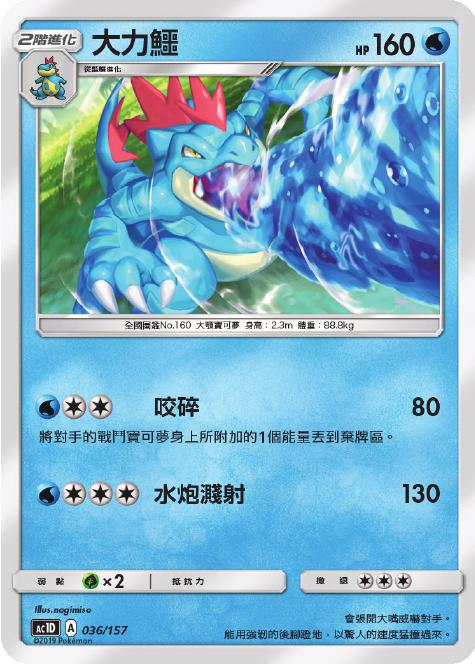 2階進化
大力鱷
HP 160
從藍鱷進化
全國圖鑑No.160 大顎寶可夢 身高:2.3m 體重:88.8kg
咬碎 80
將對手的戰鬥寶可夢身上所附加的1個能量丟到棄牌區。
水炮濺射 130
弱點 ×2 抵抗力 撤退
Illus.nagimiso
AC1D A 036/157
©2019 Pokémon
會張開大嘴威嚇對手。
能用強韌的後腳蹬地,以驚人的速度猛撞過來。